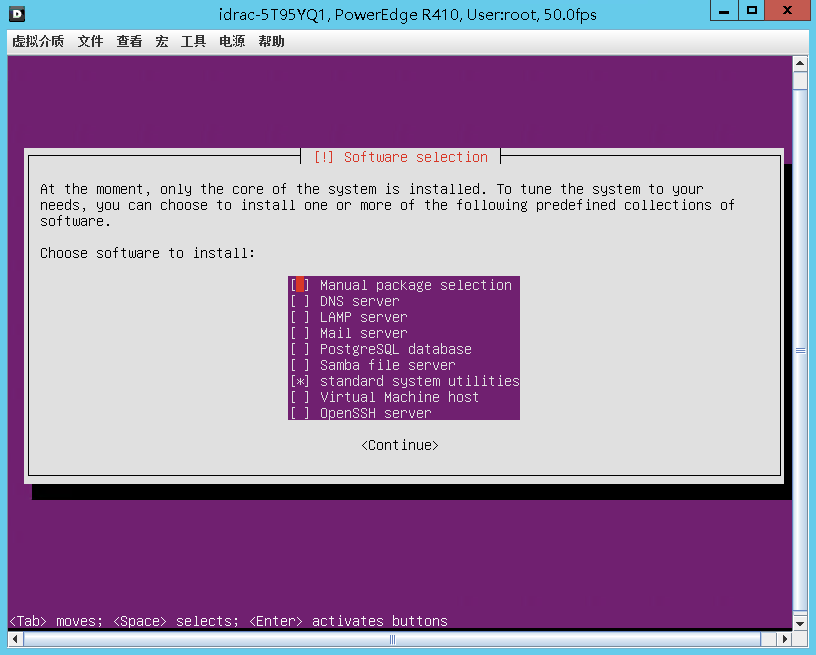 idrac-5T95YQ1, PowerEdge R410, User:root, 50.0fps
虚拟介质 文件 查看 宏 工具 电源 帮助
[!] Software selection
At the moment, only the core of the system is installed. To tune the system to your
needs, you can choose to install one or more of the following predefined collections of
software.
Choose software to install:
[ ] Manual package selection
[ ] DNS server
[ ] LAMP server
[ ] Mail server
[ ] PostgreSQL database
[ ] Samba file server
[*] standard system utilities
[ ] Virtual Machine host
[ ] OpenSSH server
<Continue>
<Tab> moves; <Space> selects; <Enter> activates buttons